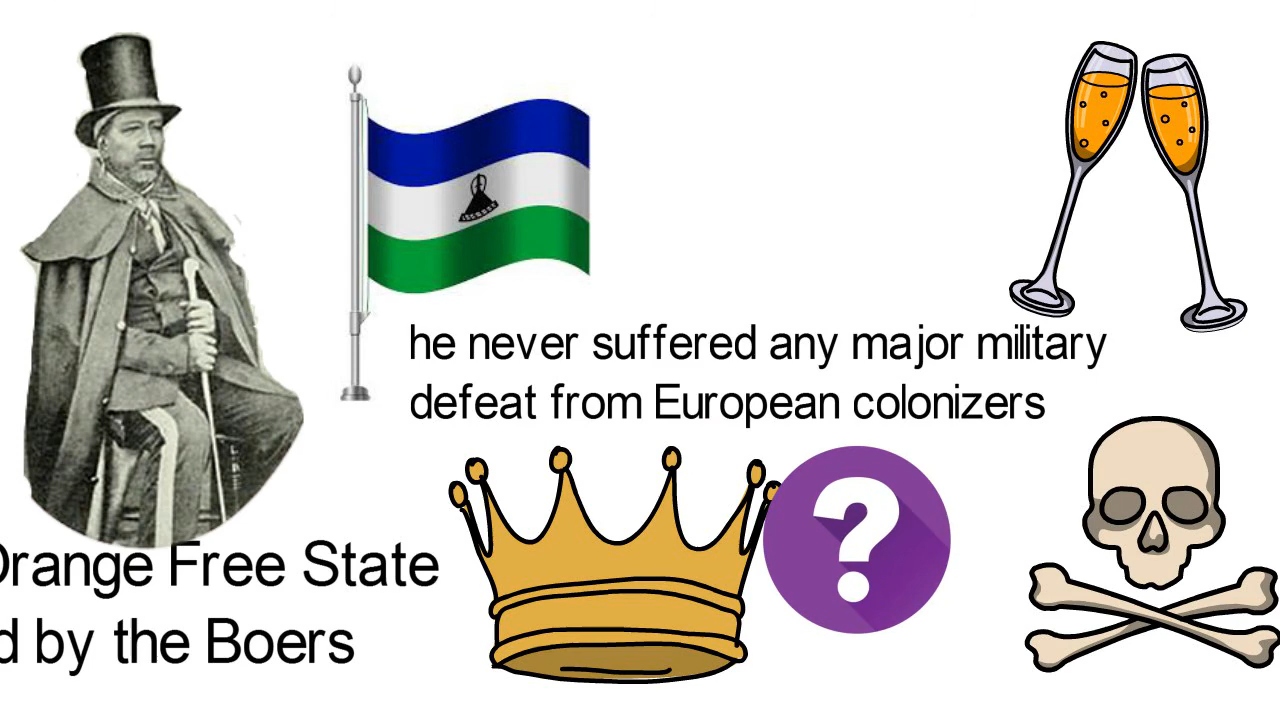 he never suffered any major military
defeat from European colonizers
Orange Free State
by the Boers